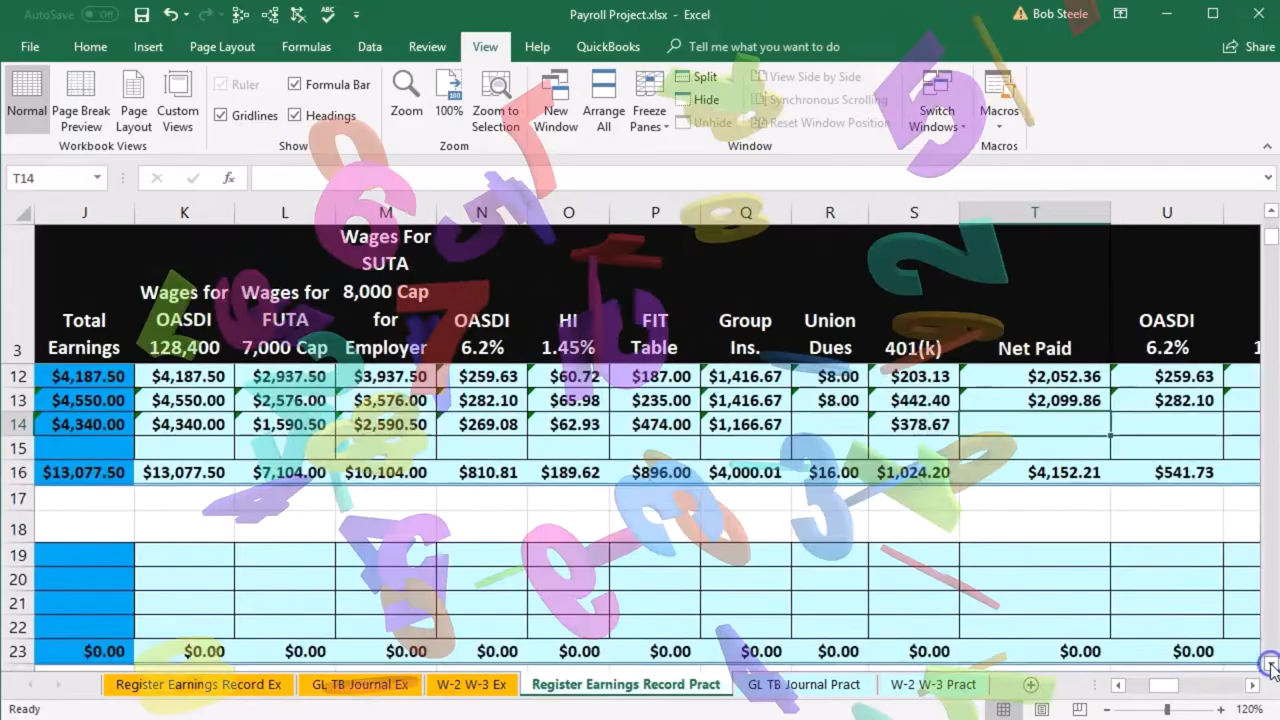 AutoSave Off Payroll Project.xlsx - Excel Bob Steele
File Home Insert Page Layout Formulas Data Review View Help QuickBooks Tell me what you want to do Share
Normal Page Break Preview Page Layout Custom Views
Ruler Formula Bar
Gridlines Headings
Zoom 100% Zoom to Selection
New Window Arrange All Freeze Panes
Split
Hide
Unhide
View Side by Side
Synchronous Scrolling
Reset Window Position
Switch Windows Macros
Workbook Views Show Zoom Window Macros
T14 fx
J K L M N O P Q R S T U
3 Total Earnings Wages for OASDI 128,400 Wages for FUTA 7,000 Cap Wages For SUTA 8,000 Cap for Employer OASDI 6.2% HI 1.45% FIT Table Group Ins. Union Dues 401(k) Net Paid OASDI 6.2% 1
12 $4,187.50 $4,187.50 $2,937.50 $3,937.50 $259.63 $60.72 $187.00 $1,416.67 $8.00 $203.13 $2,052.36 $259.63
13 $4,550.00 $4,550.00 $2,576.00 $3,576.00 $282.10 $65.98 $235.00 $1,416.67 $8.00 $442.40 $2,099.86 $282.10
14 $4,340.00 $4,340.00 $1,590.50 $2,590.50 $269.08 $62.93 $474.00 $1,166.67 $378.67
15
16 $13,077.50 $13,077.50 $7,104.00 $10,104.00 $810.81 $189.62 $896.00 $4,000.01 $16.00 $1,024.20 $4,152.21 $541.73
17
18
19
20
21
22
23 $0.00 $0.00 $0.00 $0.00 $0.00 $0.00 $0.00 $0.00 $0.00 $0.00 $0.00 $0.00
Register Earnings Record Ex GL TB Journal Ex W-2 W-3 Ex Register Earnings Record Pract GL TB Journal Pract W-2 W-3 Pract
Ready 120%